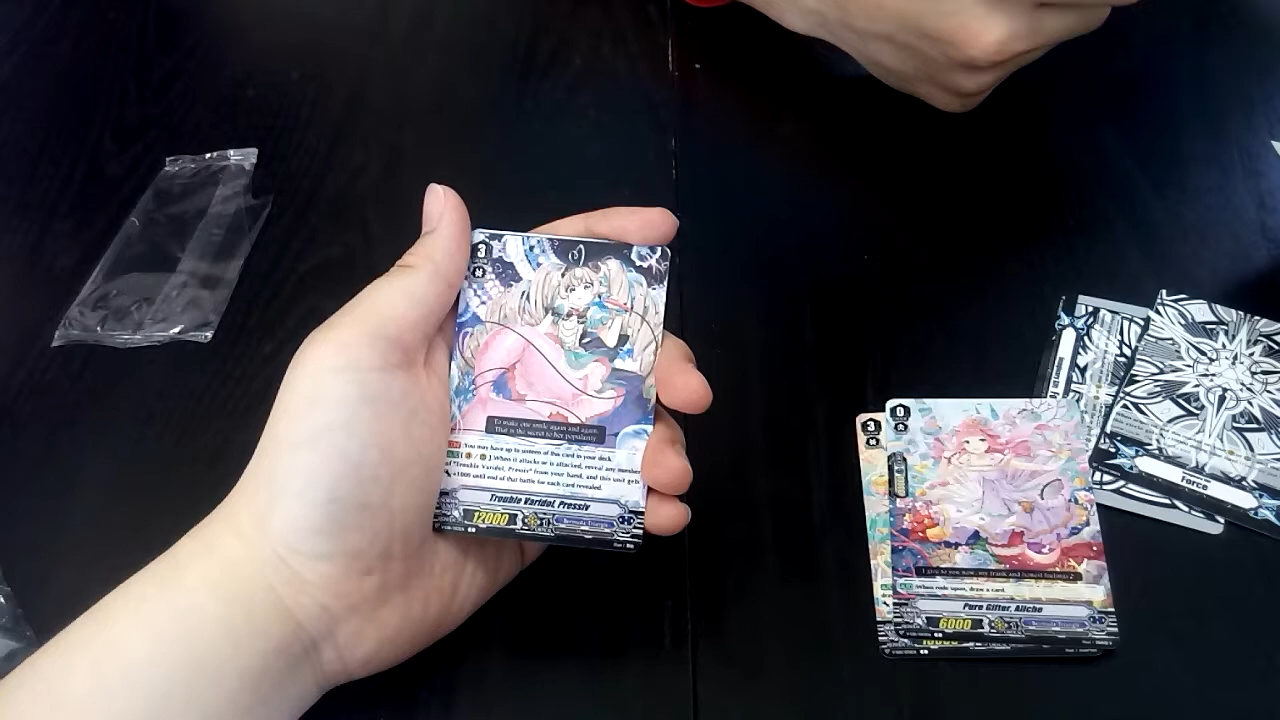 3
To make one smile again and again.
That is the secret to her popularity.
You may have up to sixteen of this card in your deck.
When it attacks or is attacked, reveal any number
of "Trouble Varidol, Pressiv" from your hand, and this unit gets
+1000 until end of that battle for each card revealed.
Trouble Varidol, Pressiv
12000
Bermuda Triangle
3
0
I give to you now, my frank and honest feelings♪
When rode upon, draw a card.
Pure Gifter, Aliche
6000
Bermuda Triangle
Force